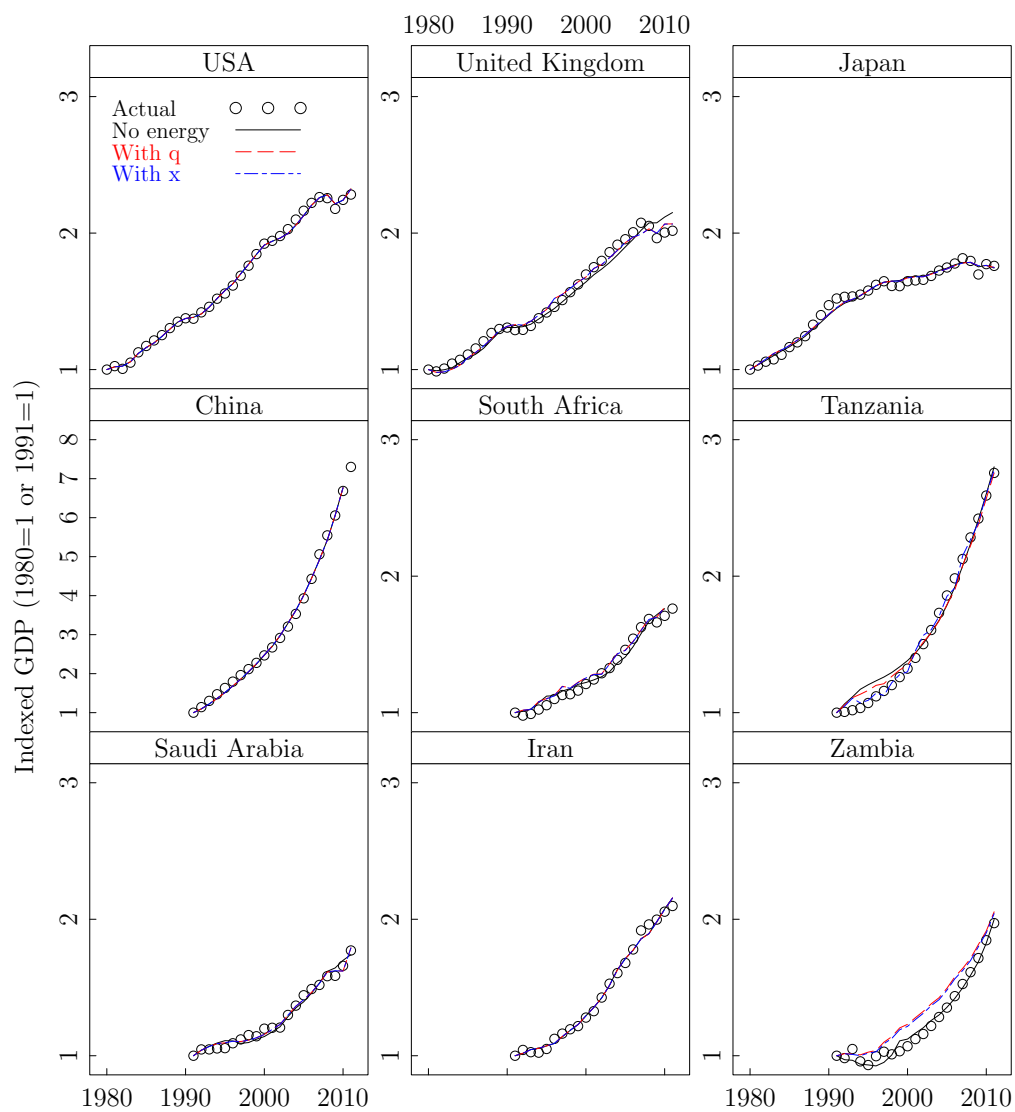 1980 1990 2000 2010
USA United Kingdom Japan
Actual
No energy
With q
With x
3
2
1
China South Africa Tanzania
8
7
6
5
4
3
2
1
3
2
1
3
2
1
Indexed GDP (1980=1 or 1991=1)
Saudi Arabia Iran Zambia
3
2
1
3
2
1
3
2
1
3
2
1
3
2
1
1980 1990 2000 2010
1980 1990 2000 2010